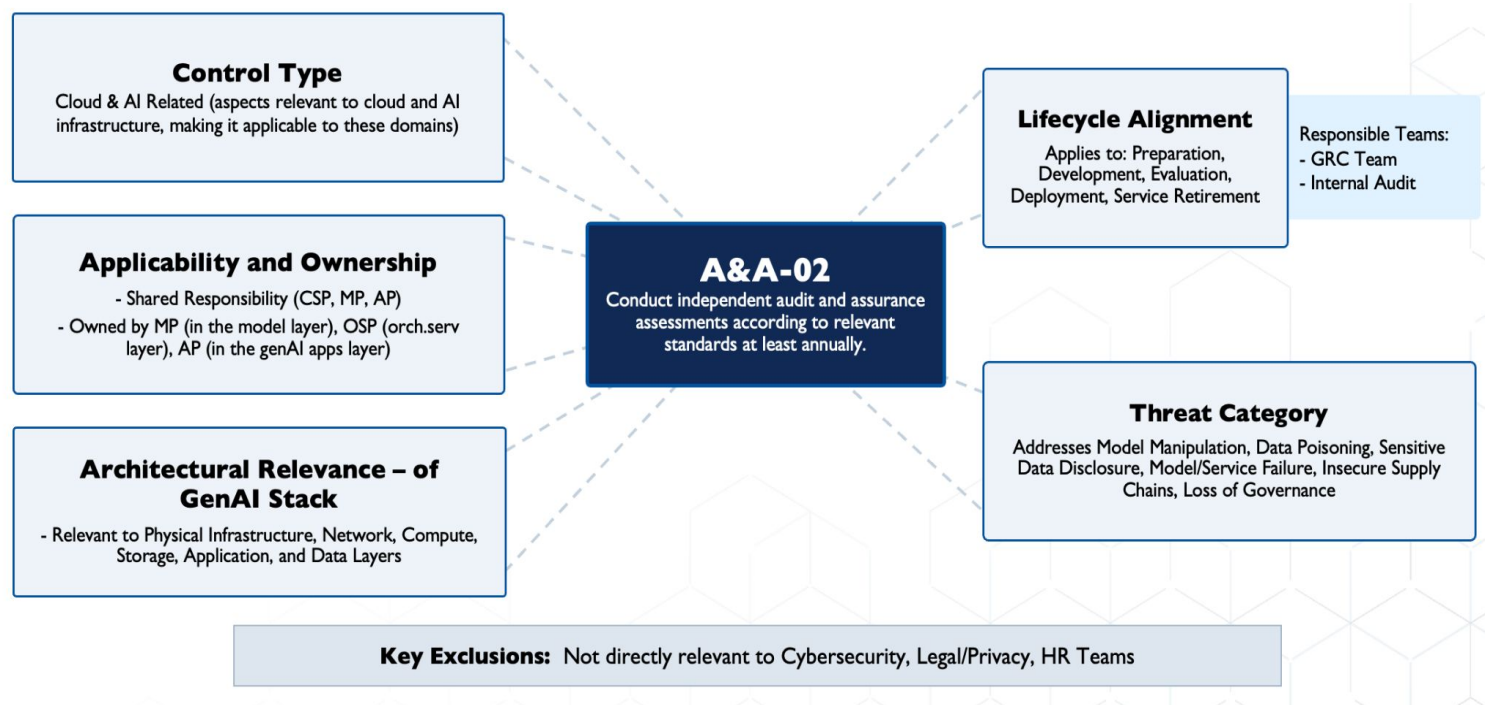 Control Type
Cloud & AI Related (aspects relevant to cloud and AI
infrastructure, making it applicable to these domains)
Applicability and Ownership
- Shared Responsibility (CSP, MP, AP)
- Owned by MP (in the model layer), OSP (orch.serv
layer), AP (in the genAI apps layer)
Architectural Relevance – of
GenAI Stack
- Relevant to Physical Infrastructure, Network, Compute,
Storage, Application, and Data Layers
A&A-02
Conduct independent audit and assurance
assessments according to relevant
standards at least annually.
Lifecycle Alignment
Applies to: Preparation,
Development, Evaluation,
Deployment, Service Retirement
Responsible Teams:
- GRC Team
- Internal Audit
Threat Category
Addresses Model Manipulation, Data Poisoning, Sensitive
Data Disclosure, Model/Service Failure, Insecure Supply
Chains, Loss of Governance
Key Exclusions: Not directly relevant to Cybersecurity, Legal/Privacy, HR Teams